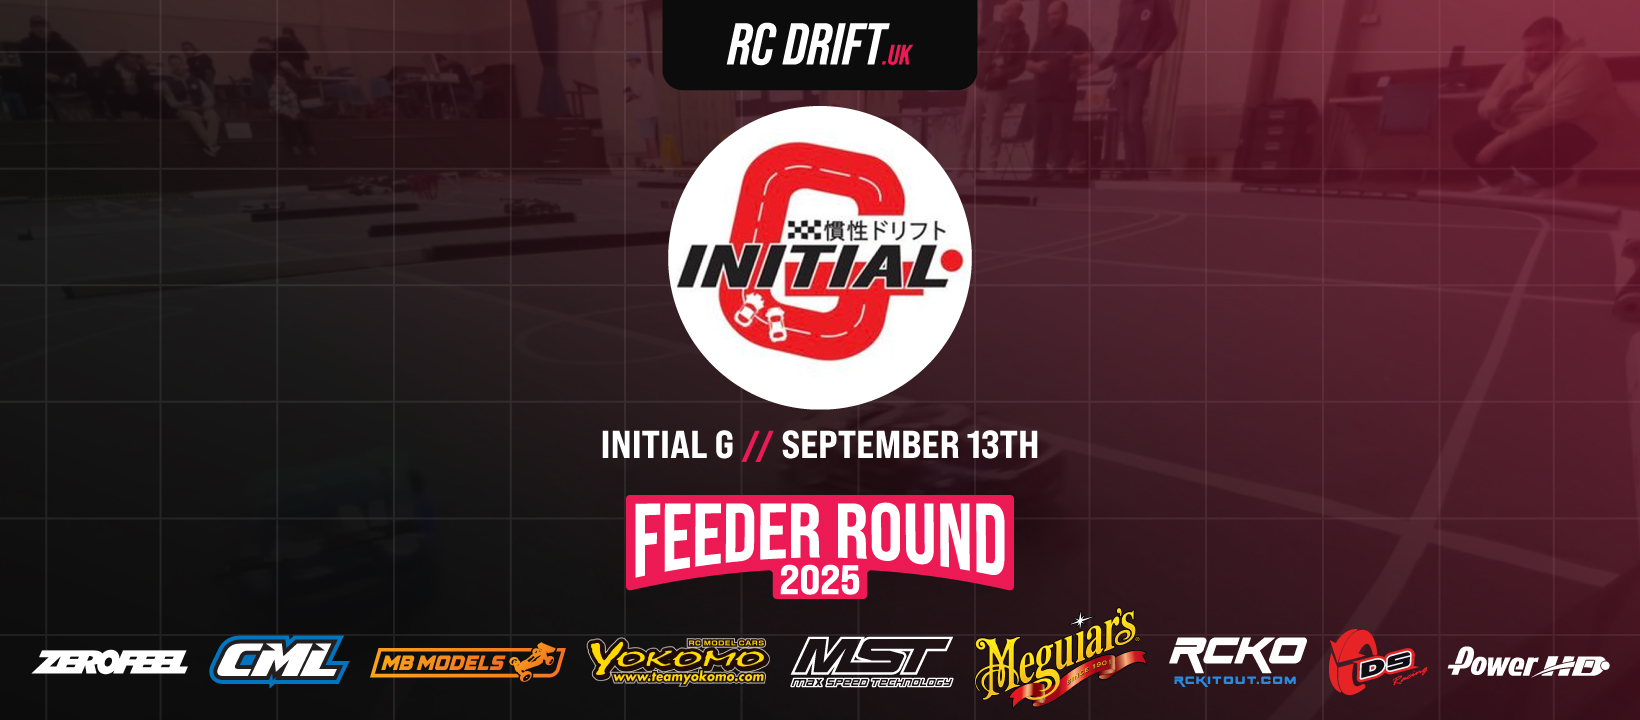 RC DRIFT.UK
慣性ドリフト
INITIAL
G
INITIAL G // SEPTEMBER 13TH
FEEDER ROUND
2025
ZEROFEEL
CML
MB MODELS
RC MODEL CARS
YOKOMO
www.teamyokomo.com
MST
MAX SPEED TECHNOLOGY
Meguiar's
SINCE 1901
RCKO
RCKITOUT.COM
DS
Racing
Power HD